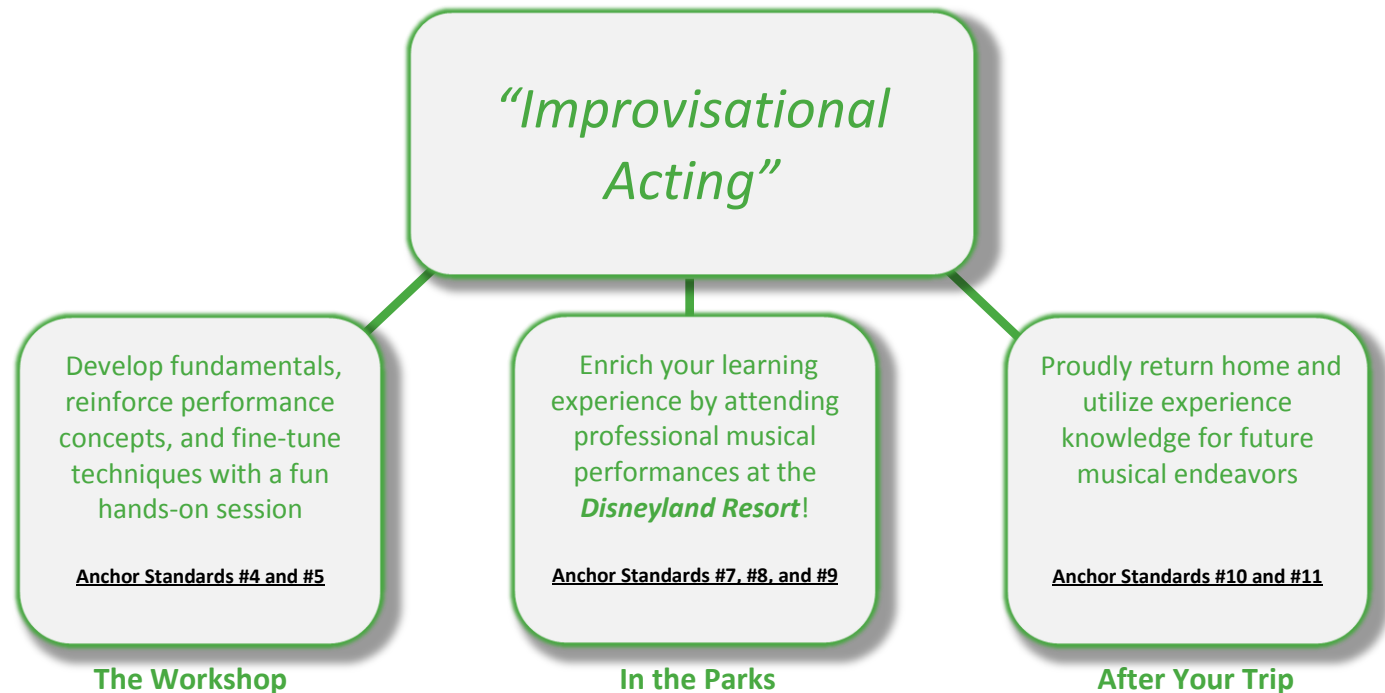 “Improvisational
Acting”
Develop fundamentals,
reinforce performance
concepts, and fine-tune
techniques with a fun
hands-on session
Anchor Standards #4 and #5
The Workshop
Enrich your learning
experience by attending
professional musical
performances at the
Disneyland Resort!
Anchor Standards #7, #8, and #9
In the Parks
Proudly return home and
utilize experience
knowledge for future
musical endeavors
Anchor Standards #10 and #11
After Your Trip